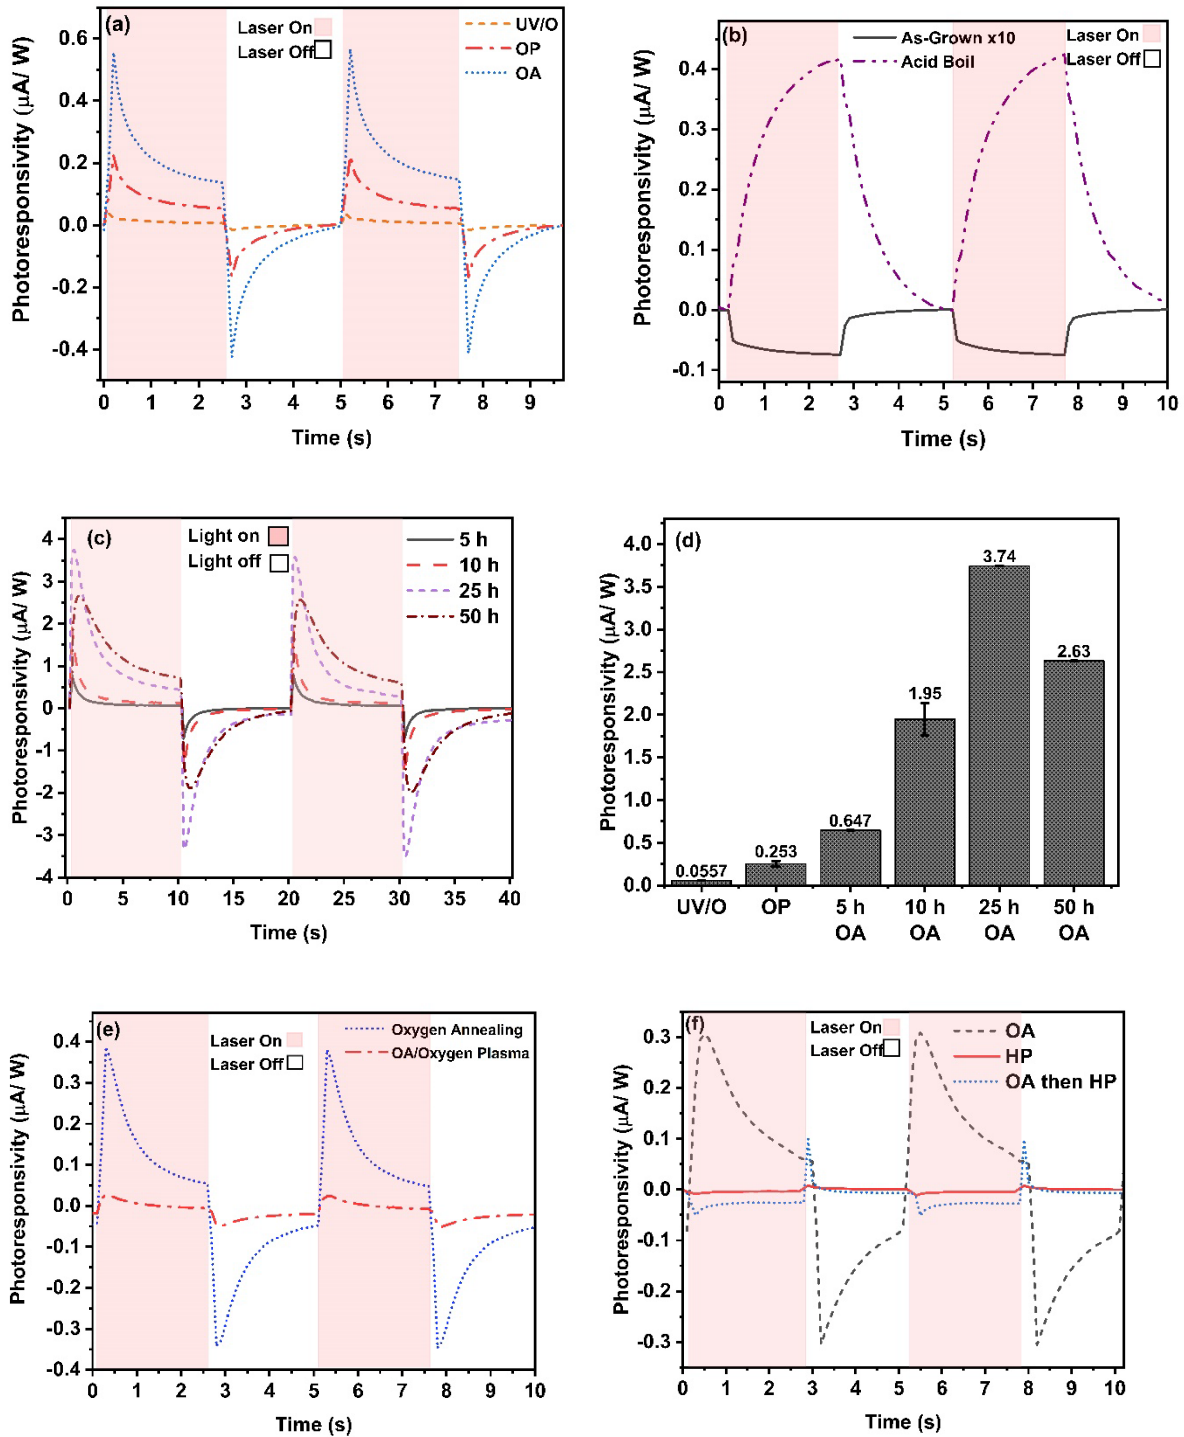 (a)
Laser On
Laser Off
UV/O
OP
OA
Photoresponsivity (μA/ W)
0.6
0.4
0.2
0.0
-0.2
-0.4
0 1 2 3 4 5 6 7 8 9
Time (s)
(b)
As-Grown x10
Acid Boil
Laser On
Laser Off
Photoresponsivity (μA/ W)
0.4
0.3
0.2
0.1
0.0
-0.1
0 1 2 3 4 5 6 7 8 9 10
Time (s)
(c)
Light on
Light off
5 h
10 h
25 h
50 h
Photoresponsivity (μA/ W)
4
3
2
1
0
-1
-2
-3
-4
0 5 10 15 20 25 30 35 40
Time (s)
(d)
Photoresponsivity (μA/ W)
4.0
3.5
3.0
2.5
2.0
1.5
1.0
0.5
0.0
0.0557
0.253
0.647
1.95
3.74
2.63
UV/O OP 5 h 10 h 25 h 50 h
OA OA OA OA
(e)
Laser On
Laser Off
Oxygen Annealing
OA/Oxygen Plasma
Photoresponsivity (μA/ W)
0.4
0.3
0.2
0.1
0.0
-0.1
-0.2
-0.3
-0.4
0 1 2 3 4 5 6 7 8 9 10
Time (s)
(f)
Laser On
Laser Off
OA
HP
OA then HP
Photoresponsivity (μA/ W)
0.3
0.2
0.1
0.0
-0.1
-0.2
-0.3
0 1 2 3 4 5 6 7 8 9 10
Time (s)